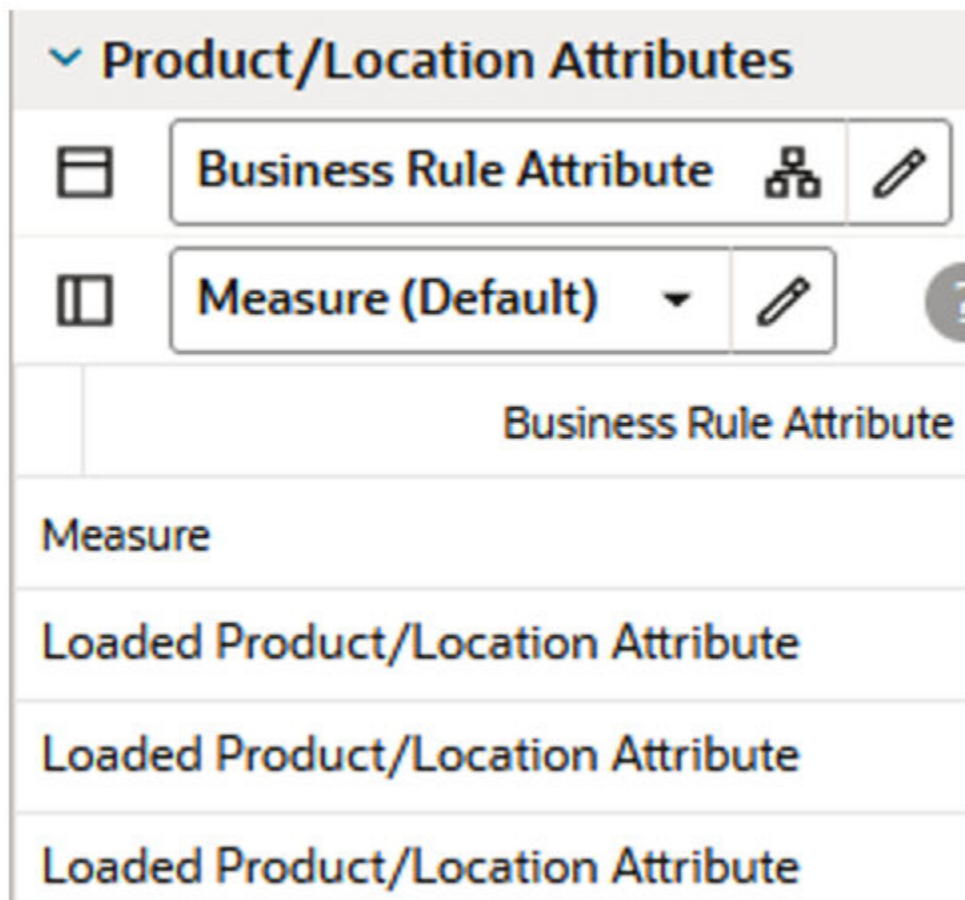 Product/Location Attributes
Business Rule Attribute
Measure (Default)
?
Business Rule Attribute
Measure
Loaded Product/Location Attribute
Loaded Product/Location Attribute
Loaded Product/Location Attribute